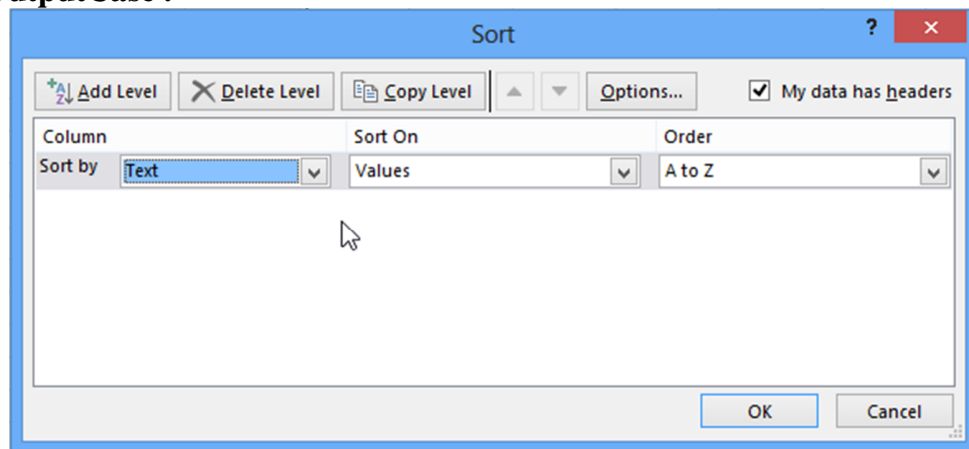 Sort
?
Add Level Delete Level Copy Level Options... My data has headers
Column Sort On Order
Sort by Text Values A to Z
OK Cancel